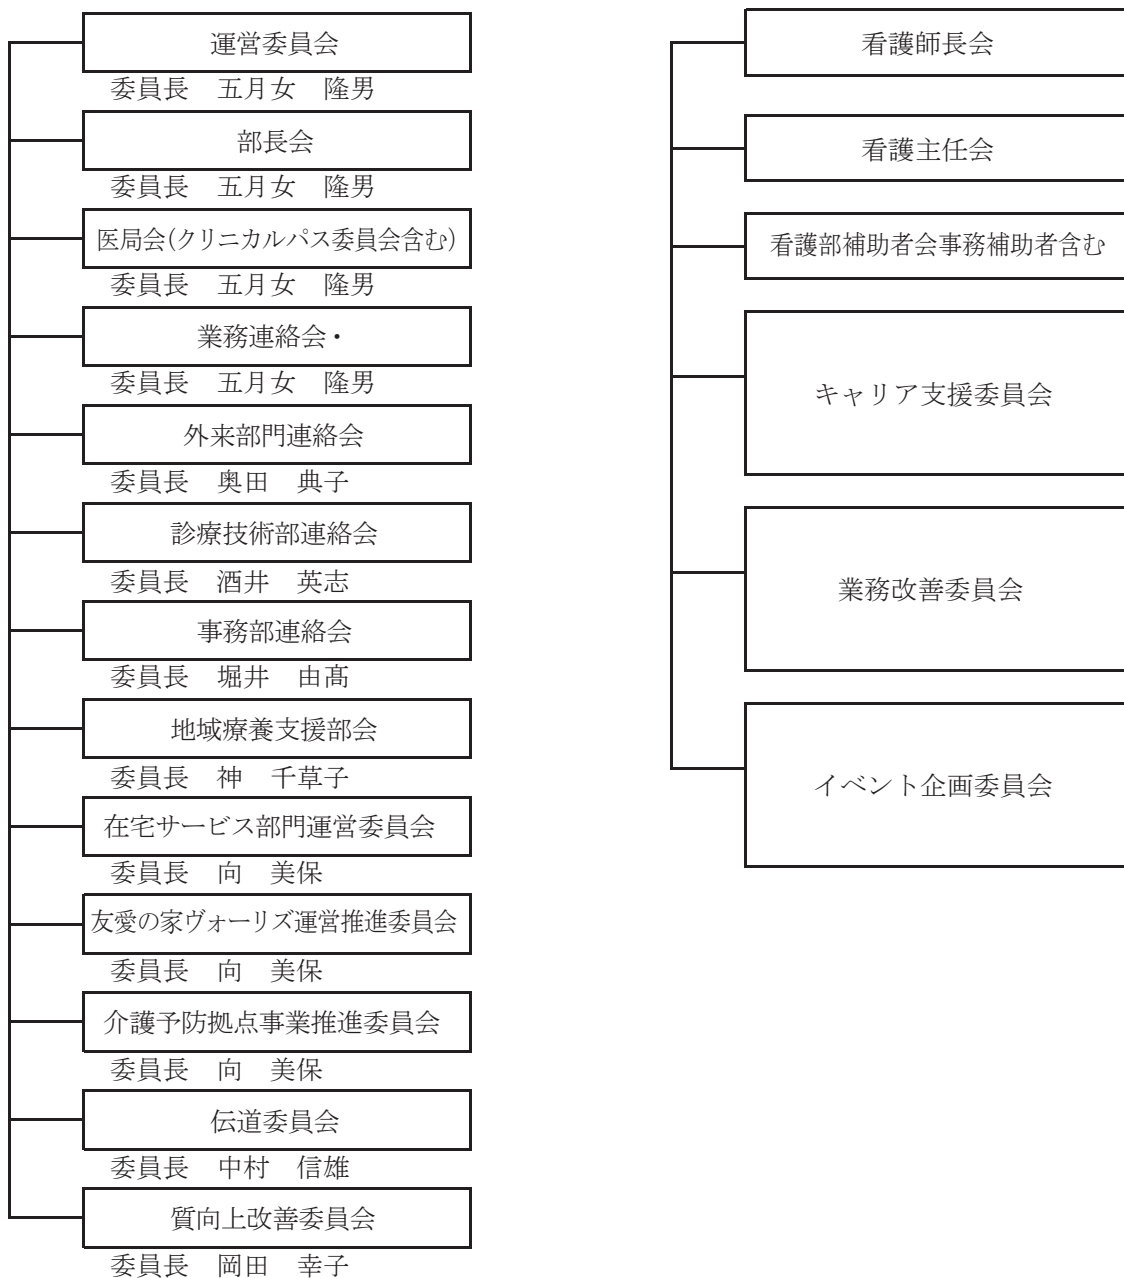 運営委員会
委員長　五月女　隆男
部長会
委員長　五月女　隆男
医局会(クリニカルパス委員会含む)
委員長　五月女　隆男
業務連絡会・
委員長　五月女　隆男
外来部門連絡会
委員長　奥田　典子
診療技術部連絡会
委員長　酒井　英志
事務部連絡会
委員長　堀井　由髙
地域療養支援部会
委員長　神　千草子
在宅サービス部門運営委員会
委員長　向　美保
友愛の家ヴォーリズ運営推進委員会
委員長　向　美保
介護予防拠点事業推進委員会
委員長　向　美保
伝道委員会
委員長　中村　信雄
質向上改善委員会
委員長　岡田　幸子
看護師長会
看護主任会
看護部補助者会事務補助者含む
キャリア支援委員会
業務改善委員会
イベント企画委員会